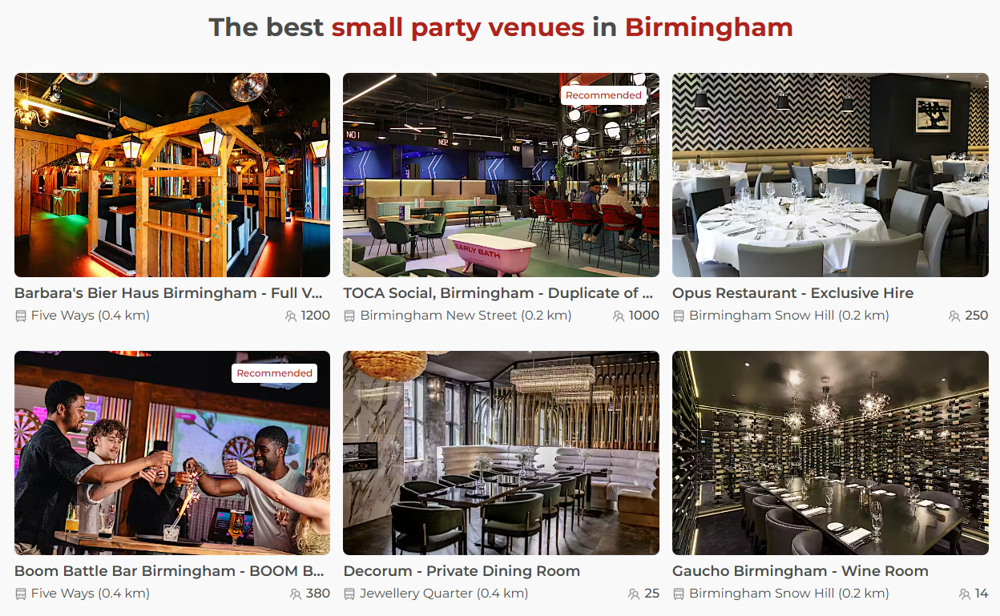 The best small party venues in Birmingham
NO1
NO2
NO3
Recommended
EARLY BATH
Barbara's Bier Haus Birmingham - Full V...
Five Ways (0.4 km) 1200
TOCA Social, Birmingham - Duplicate of ...
Birmingham New Street (0.2 km) 1000
Opus Restaurant - Exclusive Hire
Birmingham Snow Hill (0.2 km) 250
Recommended
Boom Battle Bar Birmingham - BOOM B...
Five Ways (0.4 km) 380
Decorum - Private Dining Room
Jewellery Quarter (0.4 km) 25
Gaucho Birmingham - Wine Room
Birmingham Snow Hill (0.2 km) 14